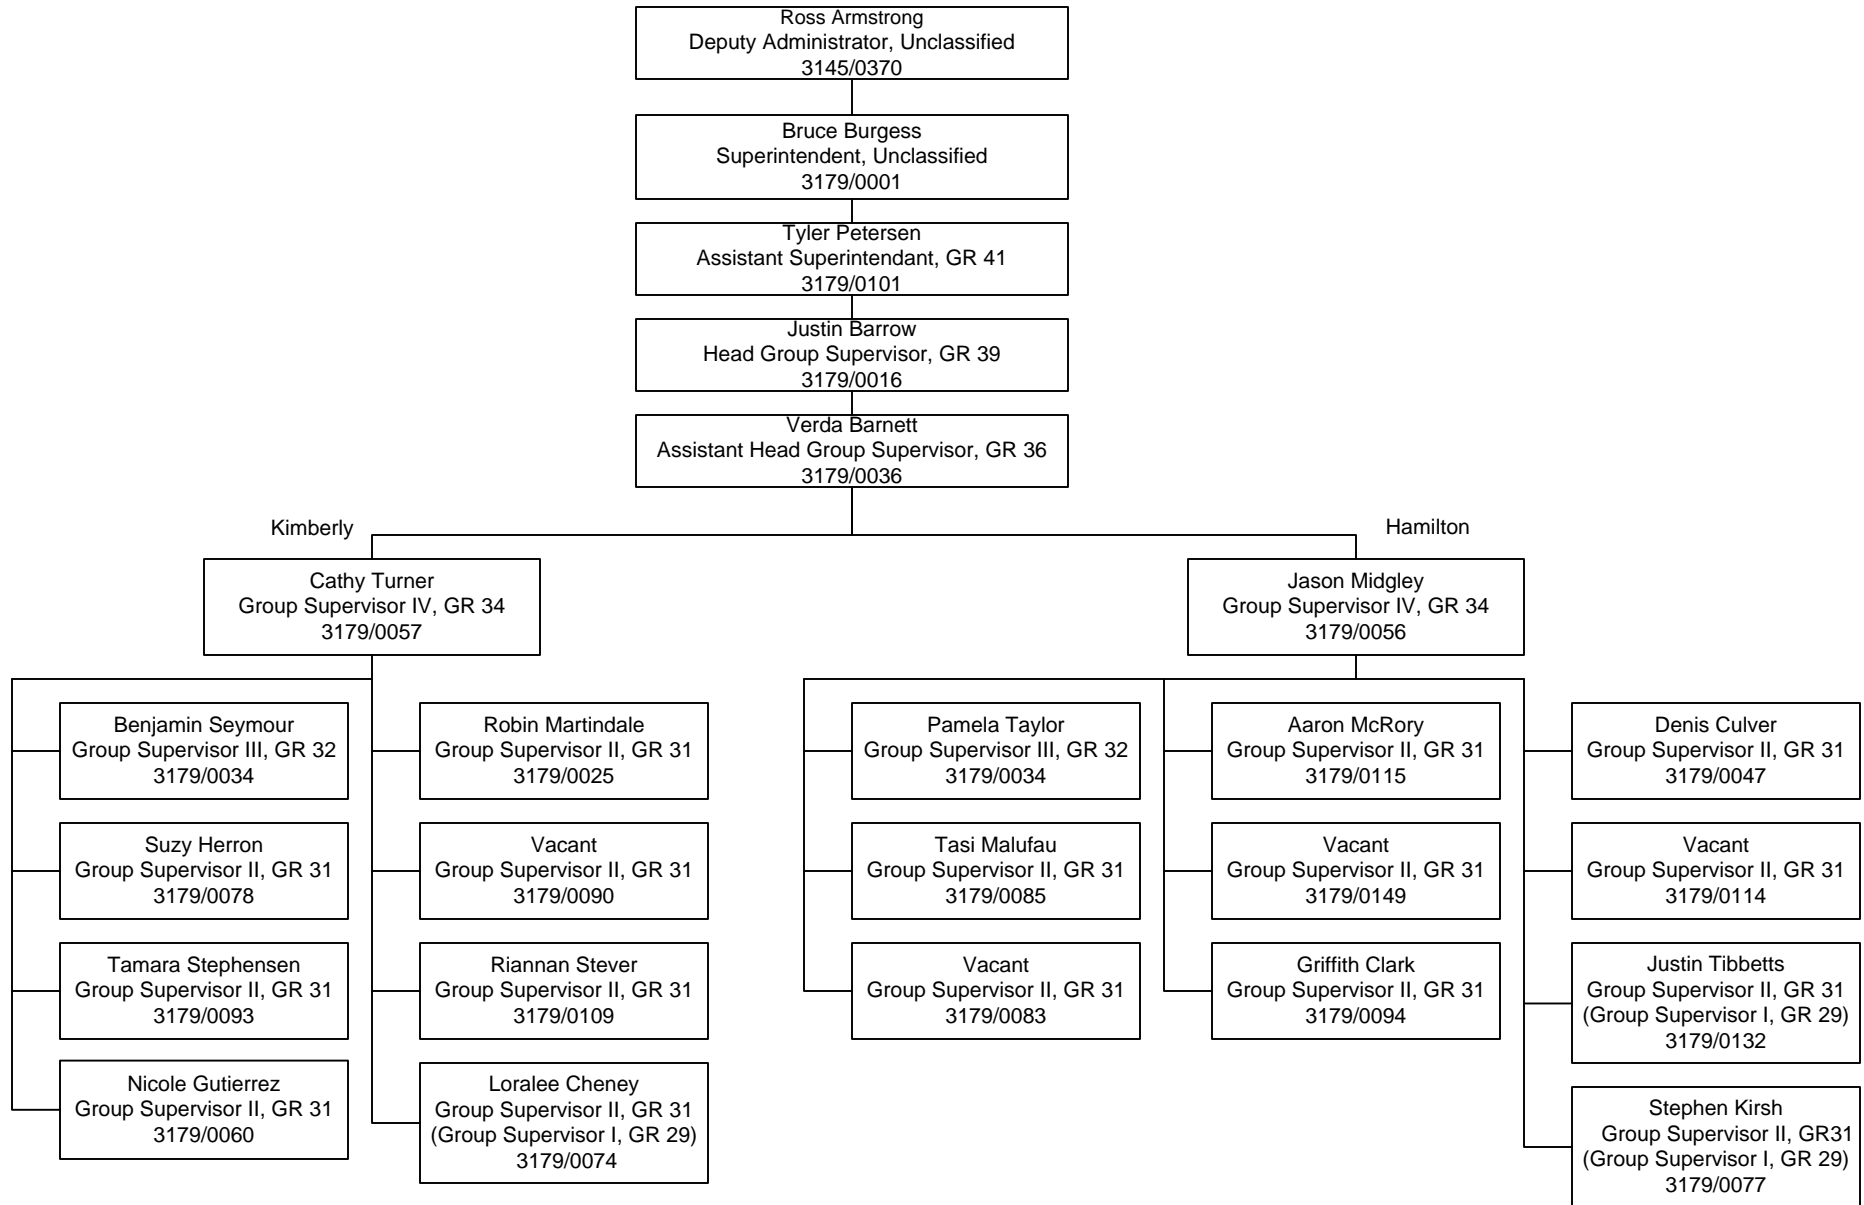 Ross Armstrong
Deputy Administrator, Unclassified
3145/0370
Bruce Burgess
Superintendent, Unclassified
3179/0001
Tyler Petersen
Assistant Superintendant, GR 41
3179/0101
Justin Barrow
Head Group Supervisor, GR 39
3179/0016
Verda Barnett
Assistant Head Group Supervisor, GR 36
3179/0036
Kimberly
Cathy Turner
Group Supervisor IV, GR 34
3179/0057
Benjamin Seymour
Group Supervisor III, GR 32
3179/0034
Suzy Herron
Group Supervisor II, GR 31
3179/0078
Tamara Stephensen
Group Supervisor II, GR 31
3179/0093
Nicole Gutierrez
Group Supervisor II, GR 31
3179/0060
Robin Martindale
Group Supervisor II, GR 31
3179/0025
Vacant
Group Supervisor II, GR 31
3179/0090
Riannan Stever
Group Supervisor II, GR 31
3179/0109
Loralee Cheney
Group Supervisor II, GR 31
(Group Supervisor I, GR 29)
3179/0074
Hamilton
Jason Midgley
Group Supervisor IV, GR 34
3179/0056
Pamela Taylor
Group Supervisor III, GR 32
3179/0034
Tasi Malufau
Group Supervisor II, GR 31
3179/0085
Vacant
Group Supervisor II, GR 31
3179/0083
Aaron McRory
Group Supervisor II, GR 31
3179/0115
Vacant
Group Supervisor II, GR 31
3179/0149
Griffith Clark
Group Supervisor II, GR 31
3179/0094
Denis Culver
Group Supervisor II, GR 31
3179/0047
Vacant
Group Supervisor II, GR 31
3179/0114
Justin Tibbetts
Group Supervisor II, GR 31
(Group Supervisor I, GR 29)
3179/0132
Stephen Kirsh
Group Supervisor II, GR31
(Group Supervisor I, GR 29)
3179/0077